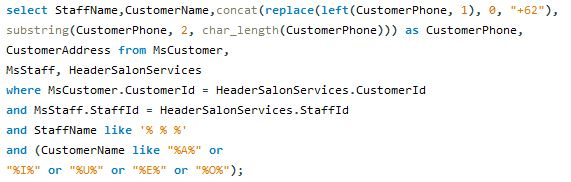 select StaffName,CustomerName,concat(replace(left(CustomerPhone, 1), 0, "+62"),
substring(CustomerPhone, 2, char_length(CustomerPhone))) as CustomerPhone,
CustomerAddress from MsCustomer,
MsStaff, HeaderSalonServices
where MsCustomer.CustomerId = HeaderSalonServices.CustomerId
and MsStaff.StaffId = HeaderSalonServices.StaffId
and StaffName like '% % %'
and (CustomerName like "%A%" or
"%I%" or "%U%" or "%E%" or "%O%");